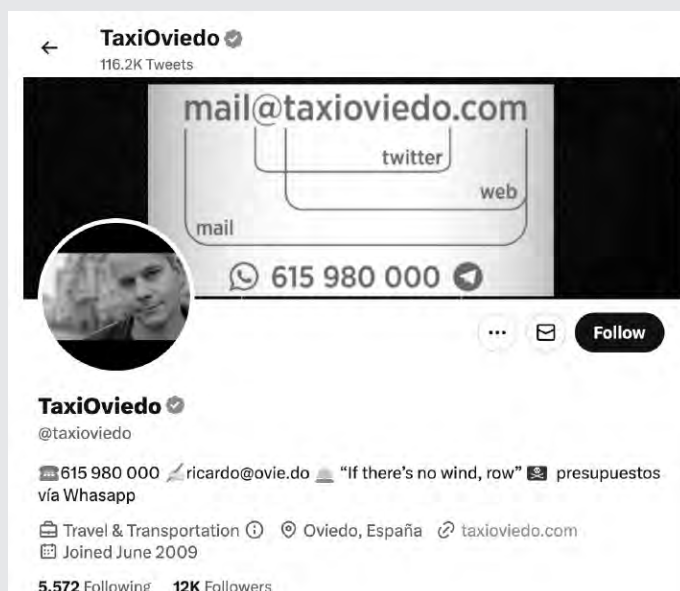 TaxiOviedo
116.2K Tweets
mail@taxioviedo.com
twitter
web
mail
615 980 000
Follow
TaxiOviedo
@taxioviedo
615 980 000 ricardo@ovie.do "If there's no wind, row" presupuestos
vía Whasapp
Travel & Transportation Oviedo, España taxioviedo.com
Joined June 2009
5,572 Following 12K Followers